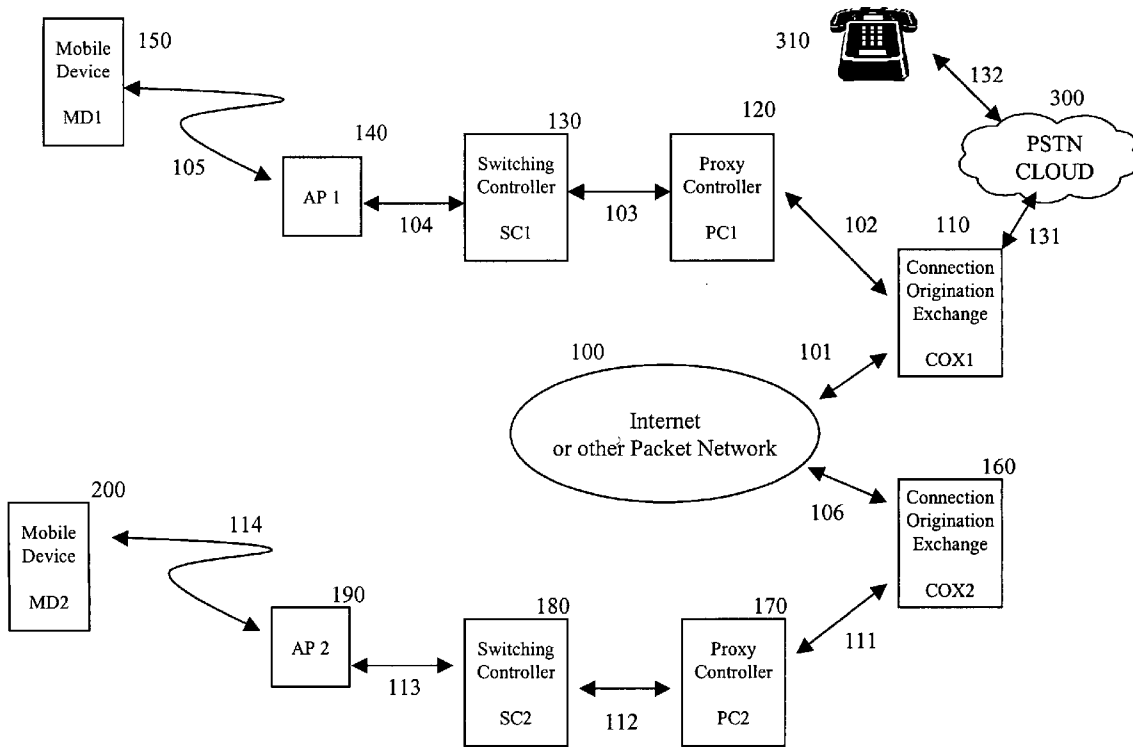 150
Mobile
Device
MD1
105
140
AP 1
104
130
Switching
Controller
SC1
103
120
Proxy
Controller
PC1
102
310
132
300
PSTN
CLOUD
131
110
Connection
Origination
Exchange
COX1
101
100
Internet
or other Packet Network
106
160
Connection
Origination
Exchange
COX2
111
200
Mobile
Device
MD2
114
190
AP 2
113
180
Switching
Controller
SC2
112
170
Proxy
Controller
PC2